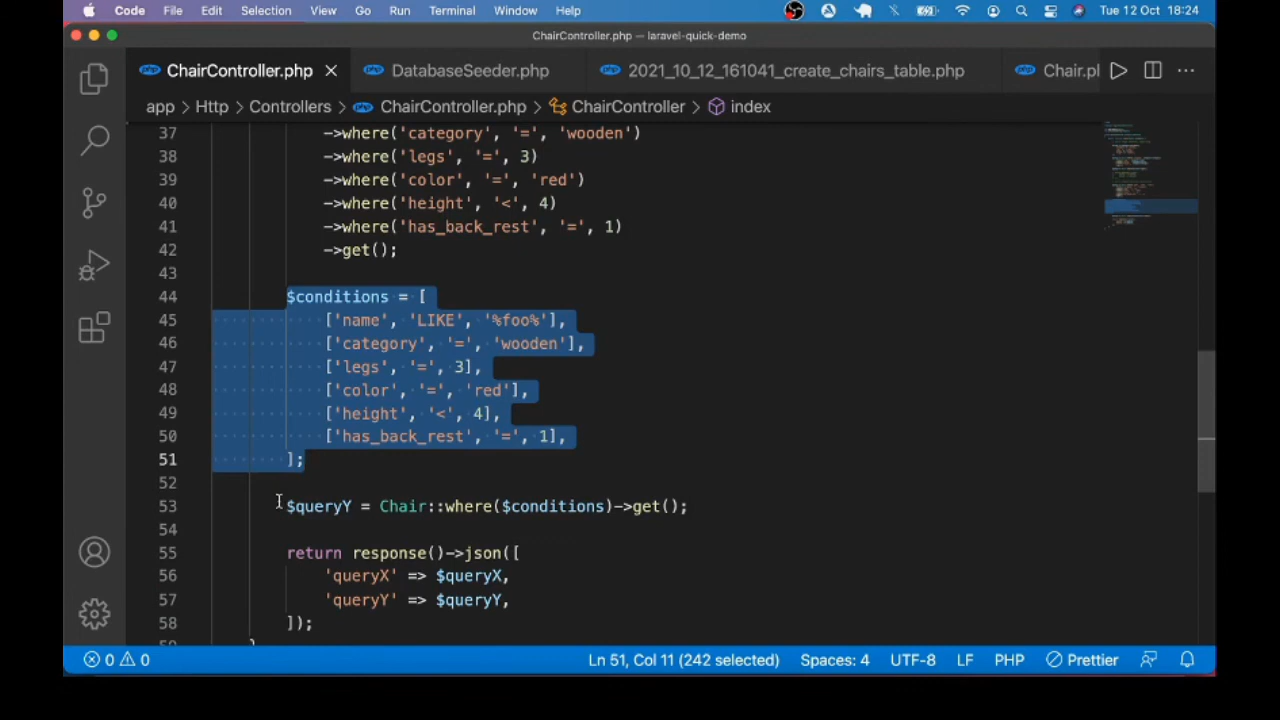 Code File Edit Selection View Go Run Terminal Window Help Tue 12 Oct 18:24
ChairController.php — laravel-quick-demo
ChairController.php DatabaseSeeder.php 2021_10_12_161041_create_chairs_table.php Chair.pl
app > Http > Controllers > ChairController.php > ChairController > index
37 ->where('category', '=', 'wooden')
38 ->where('legs', '=', 3)
39 ->where('color', '=', 'red')
40 ->where('height', '<', 4)
41 ->where('has_back_rest', '=', 1)
42 ->get();
43
44 $conditions = [
45 ['name', 'LIKE', '%foo%'],
46 ['category', '=', 'wooden'],
47 ['legs', '=', 3],
48 ['color', '=', 'red'],
49 ['height', '<', 4],
50 ['has_back_rest', '=', 1],
51 ];
52
53 $queryY = Chair::where($conditions)->get();
54
55 return response()->json([
56 'queryX' => $queryX,
57 'queryY' => $queryY,
58 ]);
0 0 Ln 51, Col 11 (242 selected) Spaces: 4 UTF-8 LF PHP Prettier